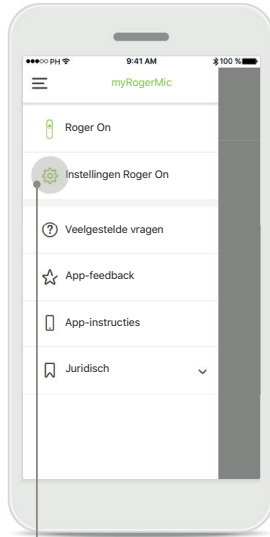 ●●●○○ PH 9:41 AM 100 %
myRogerMic
Roger On
Instellingen Roger On
Veelgestelde vragen
App-feedback
App-instructies
Juridisch